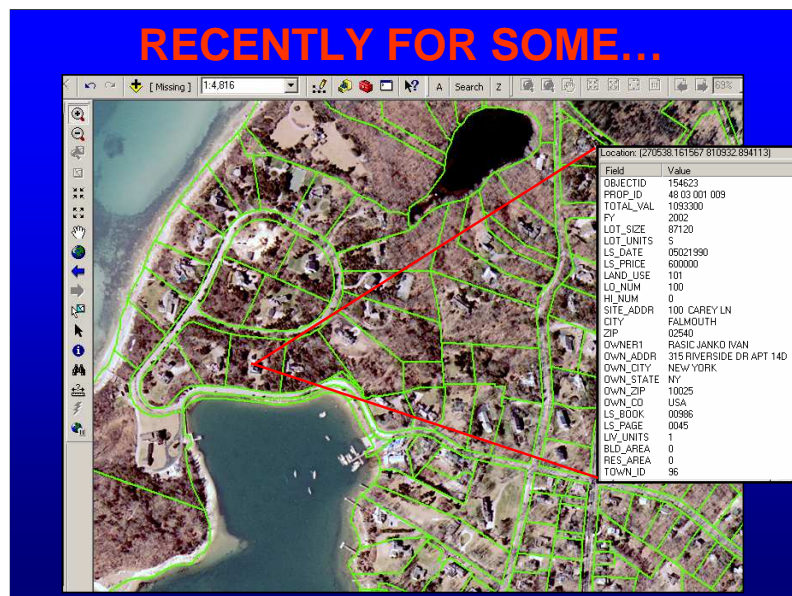 RECENTLY FOR SOME...
[ Missing ] 1:4,816 A Search Z 69%
Location: (270538.161567 810932.894113)
Field Value
OBJECTID 154623
PROP_ID 48 03 001 009
TOTAL_VAL 1093300
FY 2002
LOT_SIZE 87120
LOT_UNITS S
LS_DATE 05021990
LS_PRICE 600000
LAND_USE 101
LO_NUM 100
HI_NUM 0
SITE_ADDR 100 CAREY LN
CITY FALMOUTH
ZIP 02540
OWNER1 RASIC JANKO IVAN
OWN_ADDR 315 RIVERSIDE DR APT 14D
OWN_CITY NEW YORK
OWN_STATE NY
OWN_ZIP 10025
OWN_CO USA
LS_BOOK 00986
LS_PAGE 0045
LIV_UNITS 1
BLD_AREA 0
RES_AREA 0
TOWN_ID 96